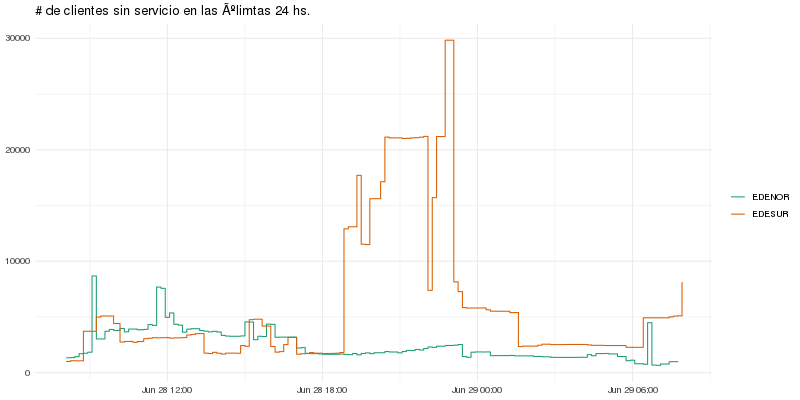 # de clientes sin servicio en las Ãºlimtas 24 hs.
30000
20000
10000
0
Jun 28 12:00
Jun 28 18:00
Jun 29 00:00
Jun 29 06:00
EDENOR
EDESUR